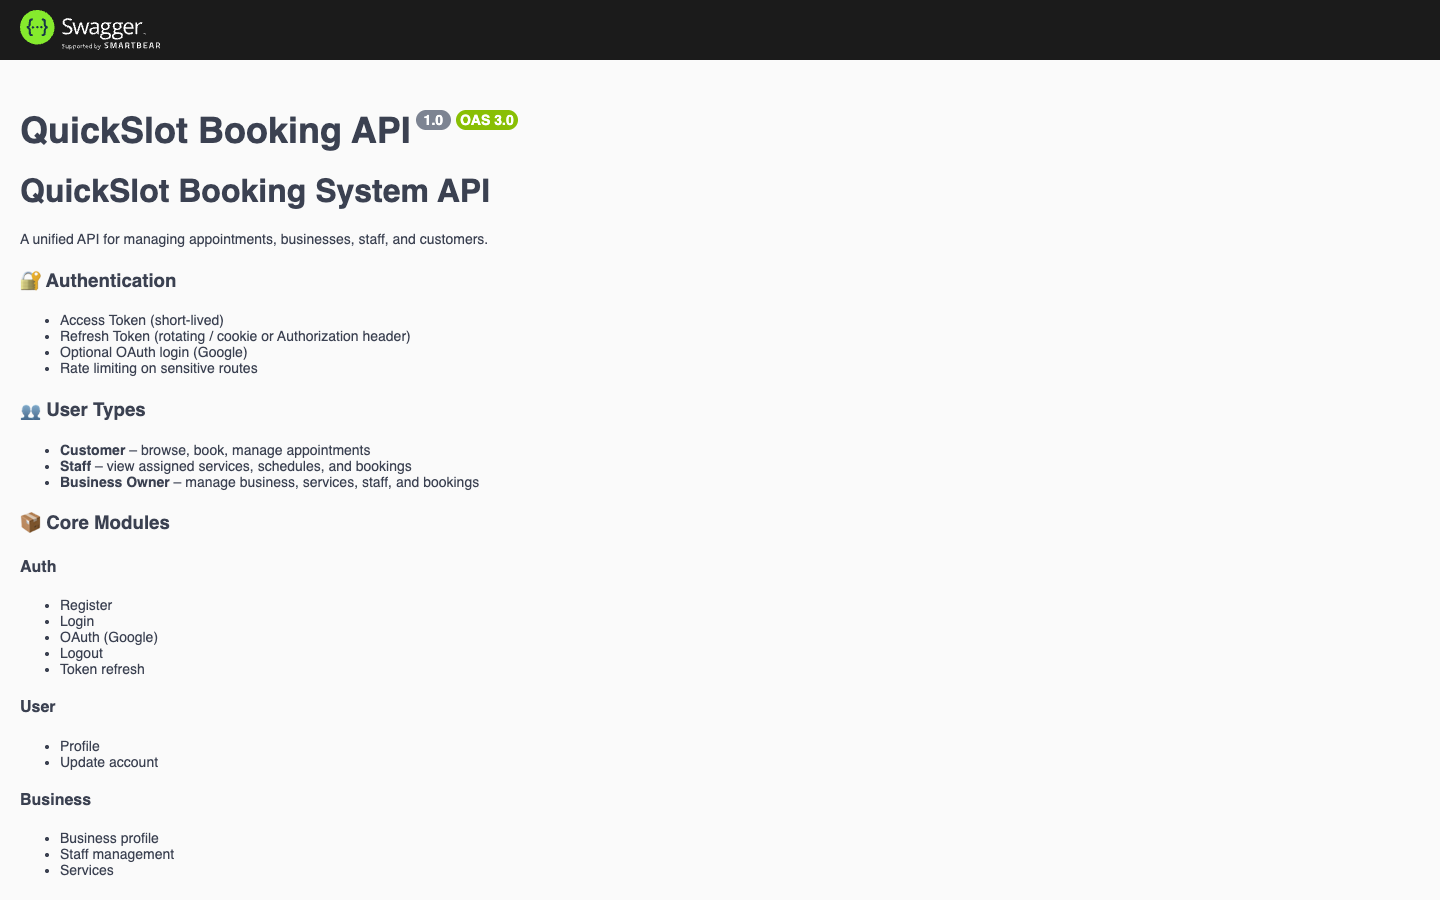 Swagger
Supported by SMARTBEAR
QuickSlot Booking API 1.0 OAS 3.0
QuickSlot Booking System API
A unified API for managing appointments, businesses, staff, and customers.
🔐 Authentication
• Access Token (short-lived)
• Refresh Token (rotating / cookie or Authorization header)
• Optional OAuth login (Google)
• Rate limiting on sensitive routes
👥 User Types
• Customer – browse, book, manage appointments
• Staff – view assigned services, schedules, and bookings
• Business Owner – manage business, services, staff, and bookings
📦 Core Modules
Auth
• Register
• Login
• OAuth (Google)
• Logout
• Token refresh
User
• Profile
• Update account
Business
• Business profile
• Staff management
• Services